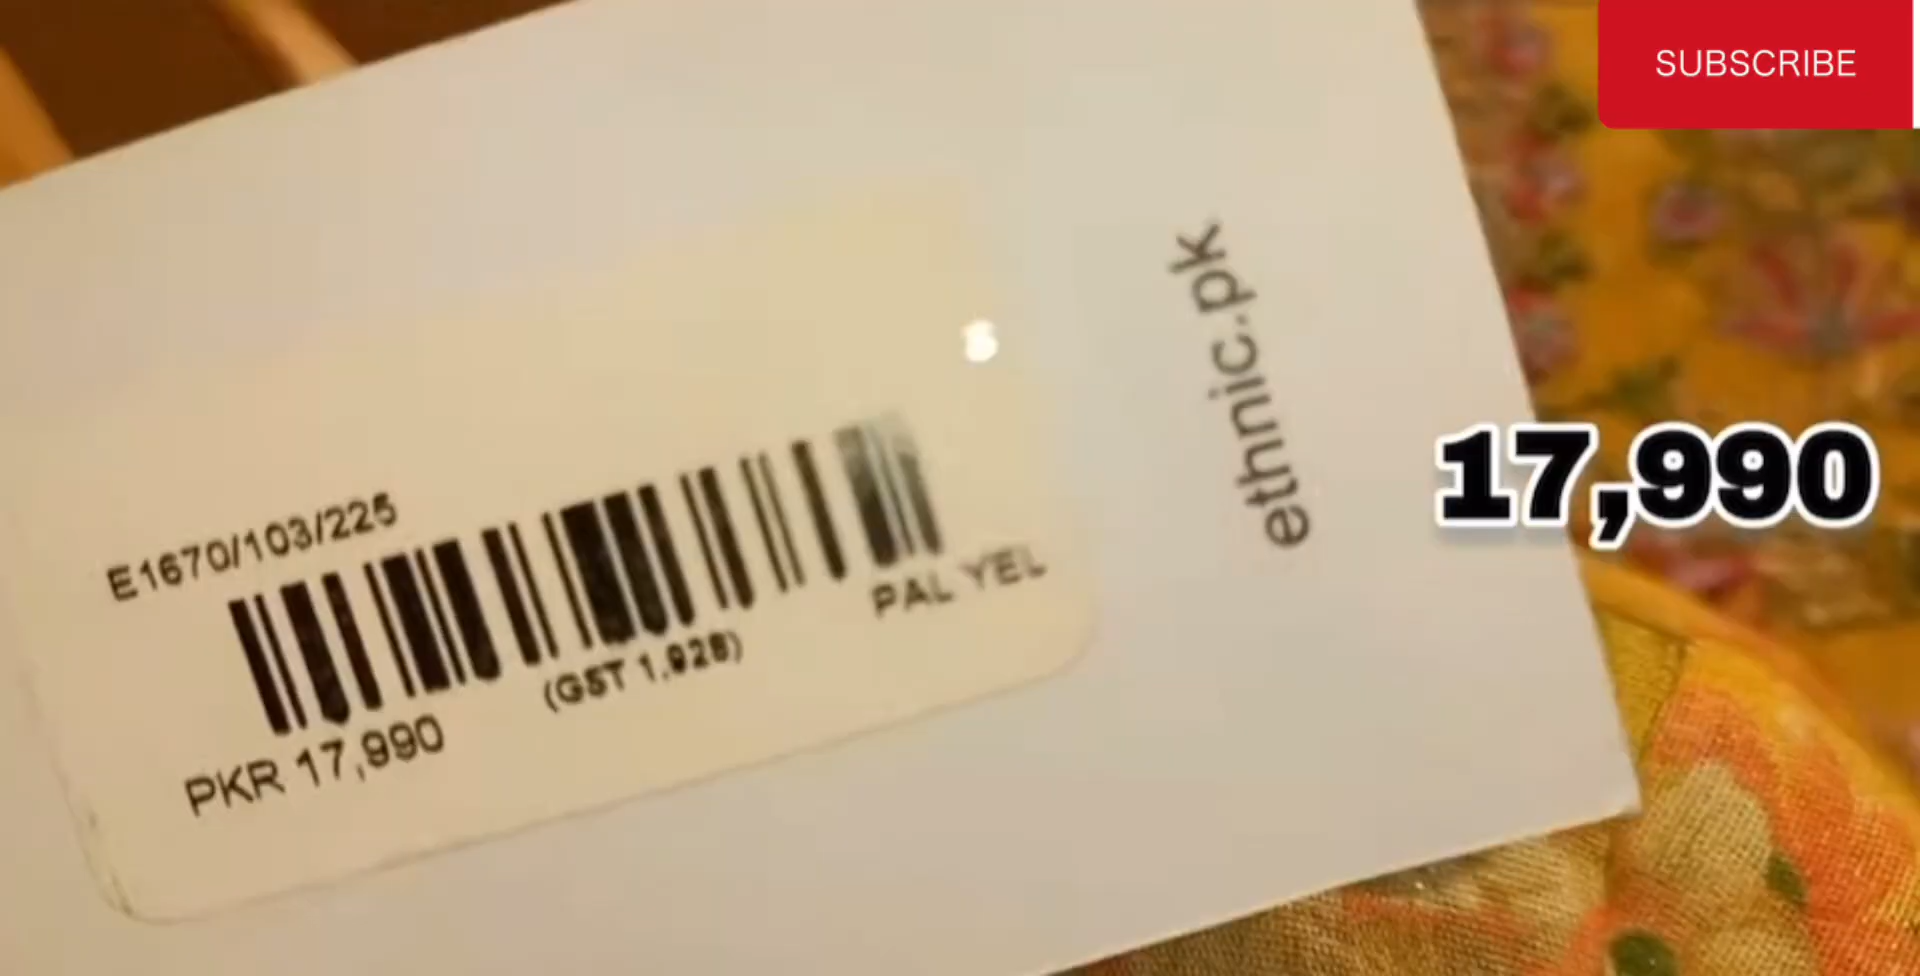 SUBSCRIBE
ethnic.pk
17,990
E1670/103/225
PAL YEL
(GST 1,928)
PKR 17,990